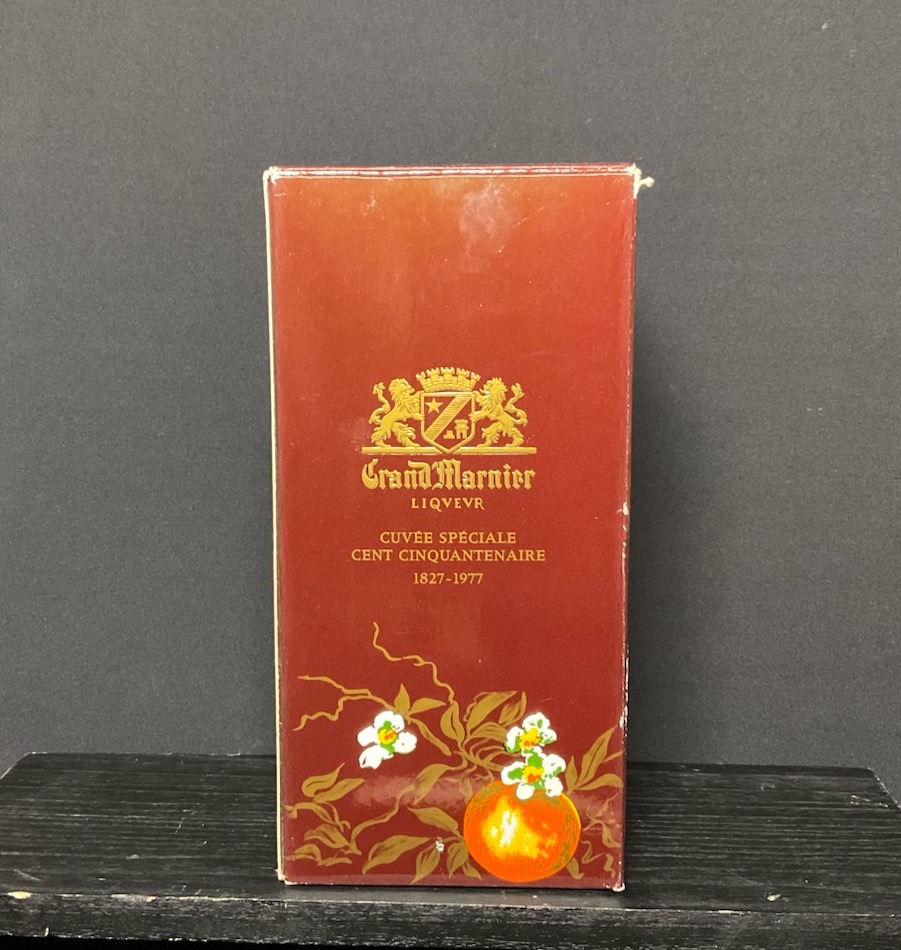 Grand Marnier
LIQVEVR
CUVÉE SPÉCIALE
CENT CINQUANTENAIRE
1827-1977